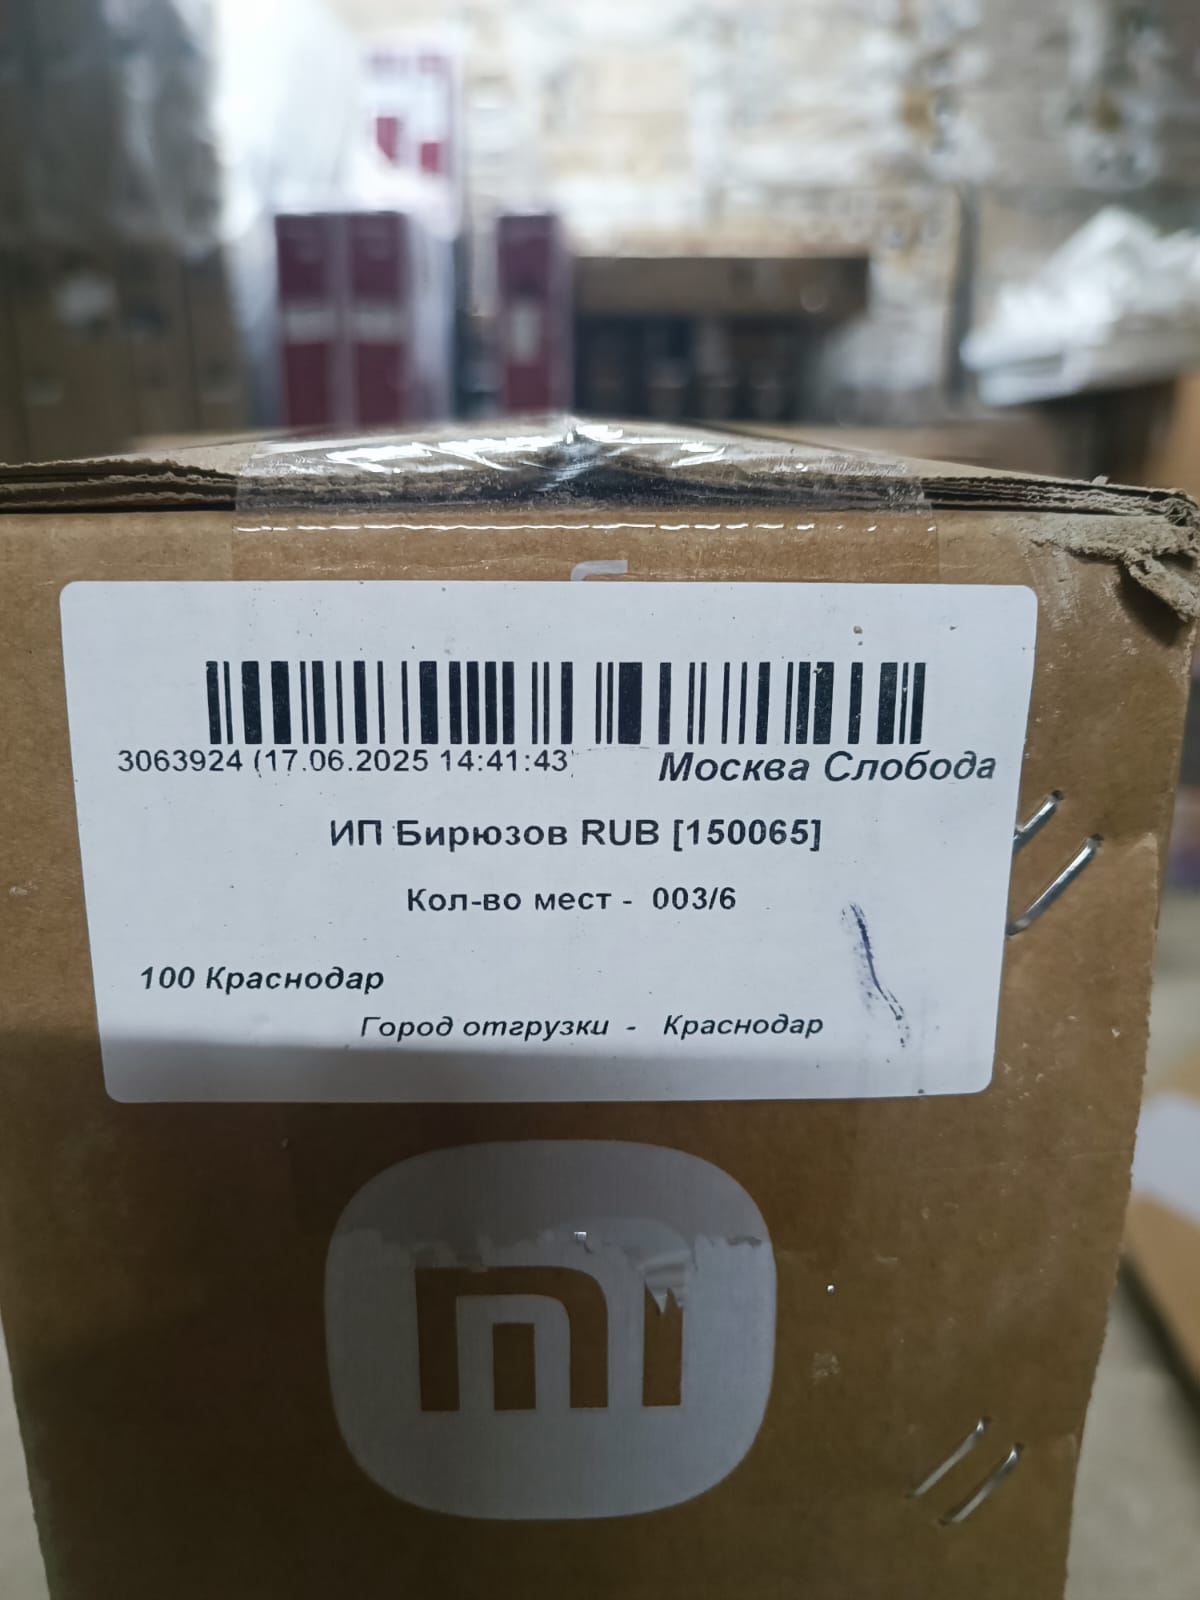 3063924 (17.06.2025 14:41:43)
Москва Слобода
ИП Бирюзов RUB [150065]
Кол-во мест - 003/6
100 Краснодар
Город отгрузки - Краснодар
mi